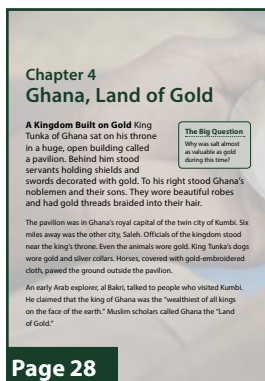 Chapter 4
Ghana, Land of Gold
A Kingdom Built on Gold King
Tunka of Ghana sat on his throne
in a huge, open building called
a pavilion. Behind him stood
servants holding shields and
swords decorated with gold. To his right stood Ghana's
noblemen and their sons. They wore beautiful robes
and had gold threads braided into their hair.
The Big Question
Why was salt almost
as valuable as gold
during this time?
The pavilion was in Ghana's royal capital of the twin city of Kumbi. Six
miles away was the other city, Saleh. Officials of the kingdom stood
near the king's throne. Even the animals wore gold. King Tunka's dogs
wore gold and silver collars. Horses, covered with gold-embroidered
cloth, pawed the ground outside the pavilion.
An early Arab explorer, al Bakri, talked to people who visited Kumbi.
He claimed that the king of Ghana was the "wealthiest of all kings
on the face of the earth." Muslim scholars called Ghana the "Land
of Gold."
Page 28